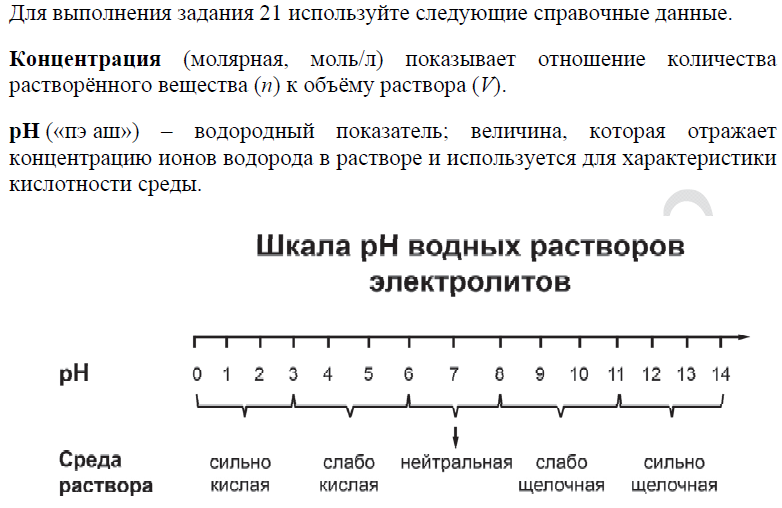 Для выполнения задания 21 используйте следующие справочные данные.
Концентрация (молярная, моль/л) показывает отношение количества
растворённого вещества (n) к объёму раствора (V).
pH («пэ аш») – водородный показатель; величина, которая отражает
концентрацию ионов водорода в растворе и используется для характеристики
кислотности среды.
Шкала pH водных растворов
электролитов
pH 0 1 2 3 4 5 6 7 8 9 10 11 12 13 14
Среда сильно слабо нейтральная слабо сильно
раствора кислая кислая щелочная щелочная